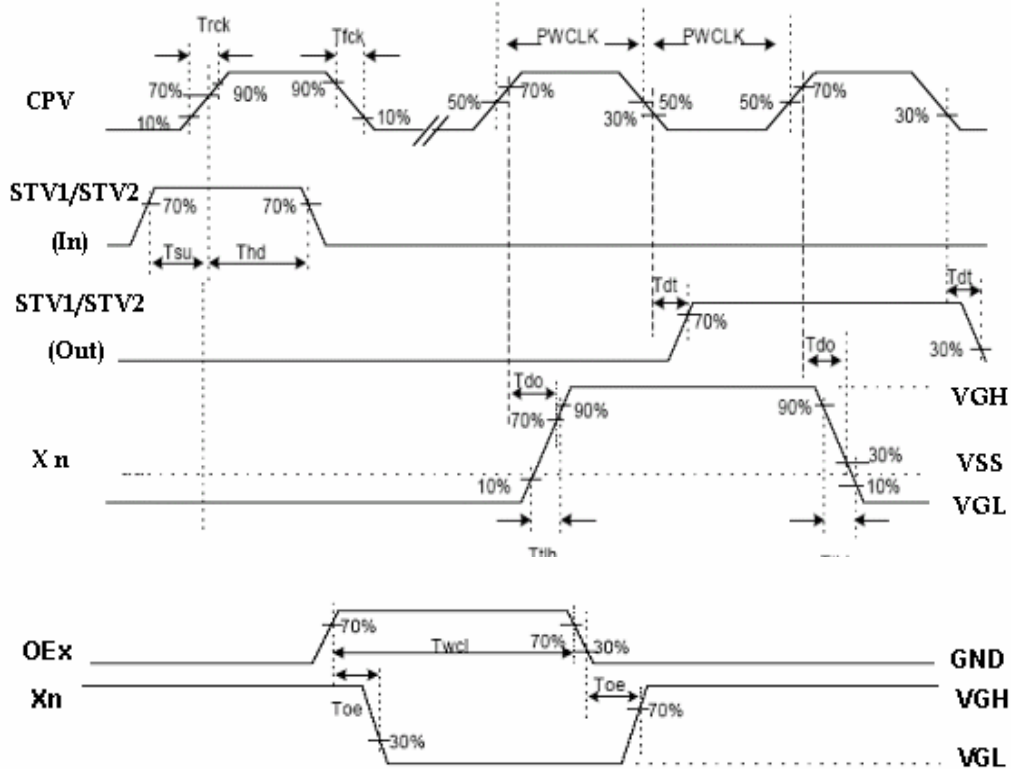 Trck
Tfck
PWCLK
PWCLK
CPV
70%
90%
10%
90%
10%
50%
70%
50%
30%
50%
70%
30%
STV1/STV2
(In)
70%
70%
Tsu
Thd
STV1/STV2
(Out)
Tdt
70%
Tdt
30%
Tdo
Tdo
X n
70%
90%
10%
90%
30%
10%
VGH
VSS
VGL
OEx
70%
Twcl
70%
30%
GND
Xn
Toe
30%
Toe
70%
VGH
VGL